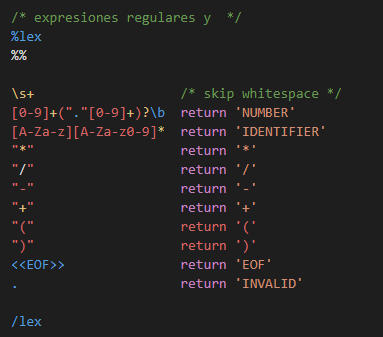 /* expresiones regulares y  */
%lex
%%
\s+                   /* skip whitespace */
[0-9]+("."[0-9]+)?\b  return 'NUMBER'
[A-Za-z][A-Za-z0-9]*  return 'IDENTIFIER'
"*"                   return '*'
"/"                   return '/'
"-"                   return '-'
"+"                   return '+'
"("                   return '('
")"                   return ')'
<<EOF>>               return 'EOF'
.                     return 'INVALID'
/lex